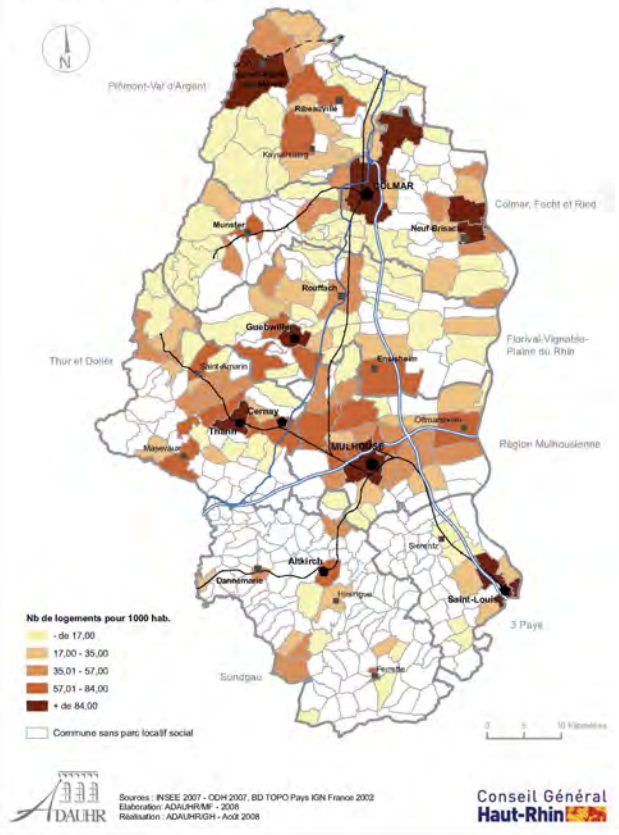 N
Piémont-Val d'Argent
Ribeauvillé
Kaysersberg
COLMAR
Colmar, Fecht et Ried
Munster
Neuf-Brisach
Rouffach
Guebwiller
Florival-Vignoble-
Plaine du Rhin
Thur et Doller
Saint-Amarin
Ensisheim
Cernay
Thann
Ottmarsheim
Masevaux
MULHOUSE
Région Mulhousienne
Sierentz
Altkirch
Dannemarie
Hirsingue
Saint-Louis
3 Pays
Nb de logements pour 1000 hab.
- de 17,00
17,00 - 35,00
35,01 - 57,00
57,01 - 84,00
+ de 84,00
Sundgau
Ferrette
Commune sans parc locatif social
0 5 10 Kilomètres
ADAUHR
Sources : INSEE 2007 - ODH 2007, BD TOPO Pays IGN France 2002
Elaboration: ADAUHR/MF - 2008
Réalisation : ADAUHR/GH - Août 2008
Conseil Général
Haut-Rhin